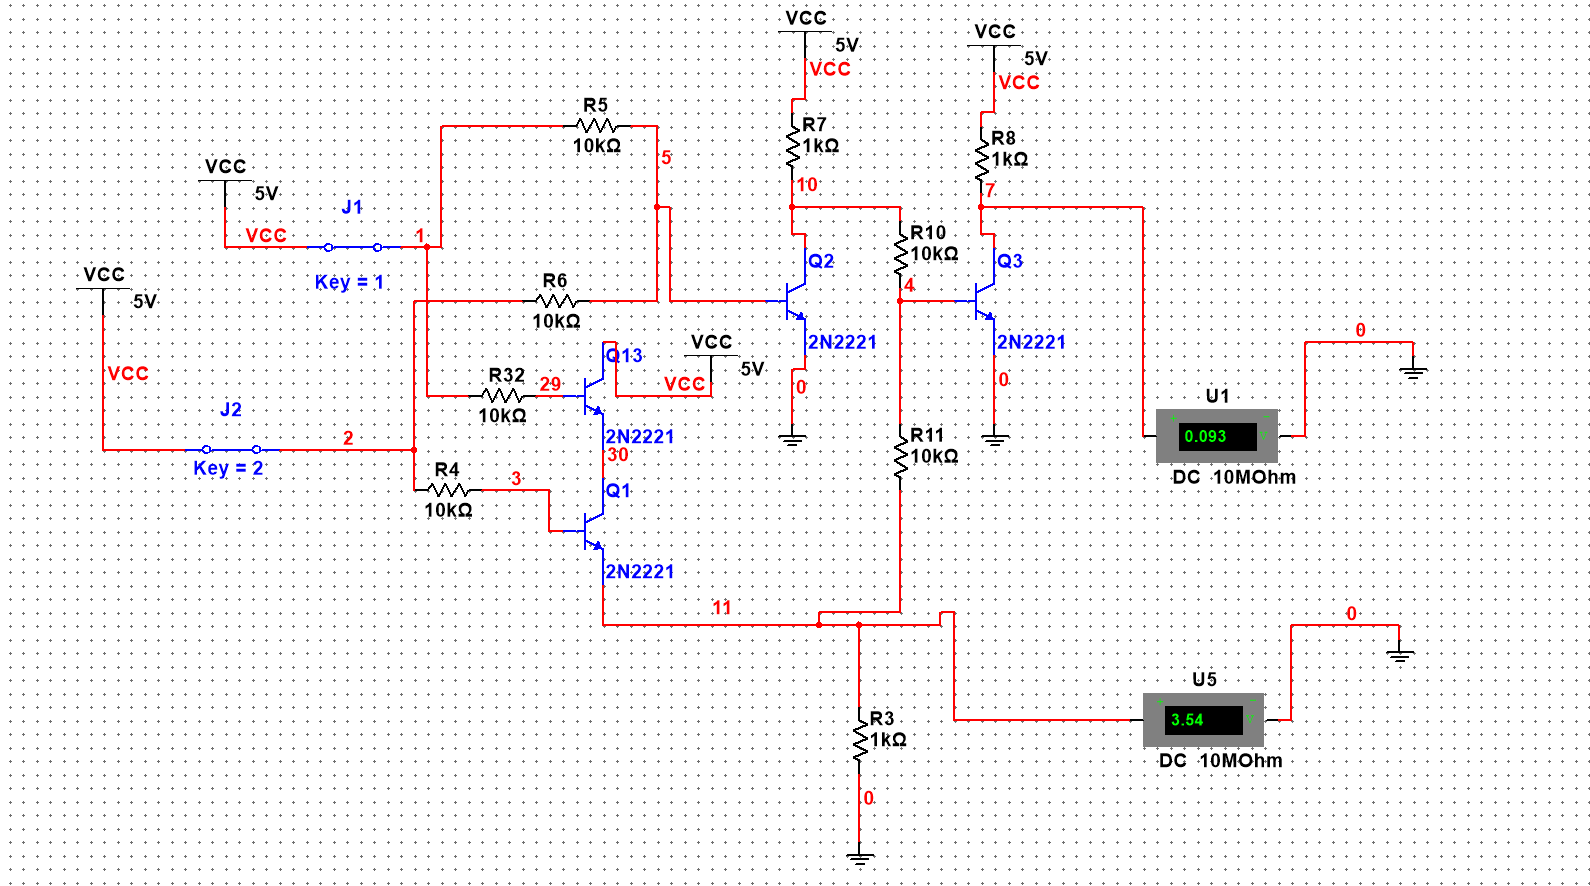 VCC
5V
VCC
VCC
5V
VCC
R5
10kΩ
R7
1kΩ
R8
1kΩ
5
10
7
VCC
5V
J1
VCC
1
Key = 1
R10
10kΩ
Q2
Q3
4
VCC
5V
R6
10kΩ
2N2221
2N2221
0
0
0
VCC
5V
VCC
Q13
R32
10kΩ
29
VCC
J2
2
Key = 2
2N2221
30
R4
10kΩ
3
Q1
2N2221
R11
10kΩ
U1
+
–
0.093
V
DC 10MOhm
11
0
U5
+
–
3.54
V
DC 10MOhm
R3
1kΩ
0